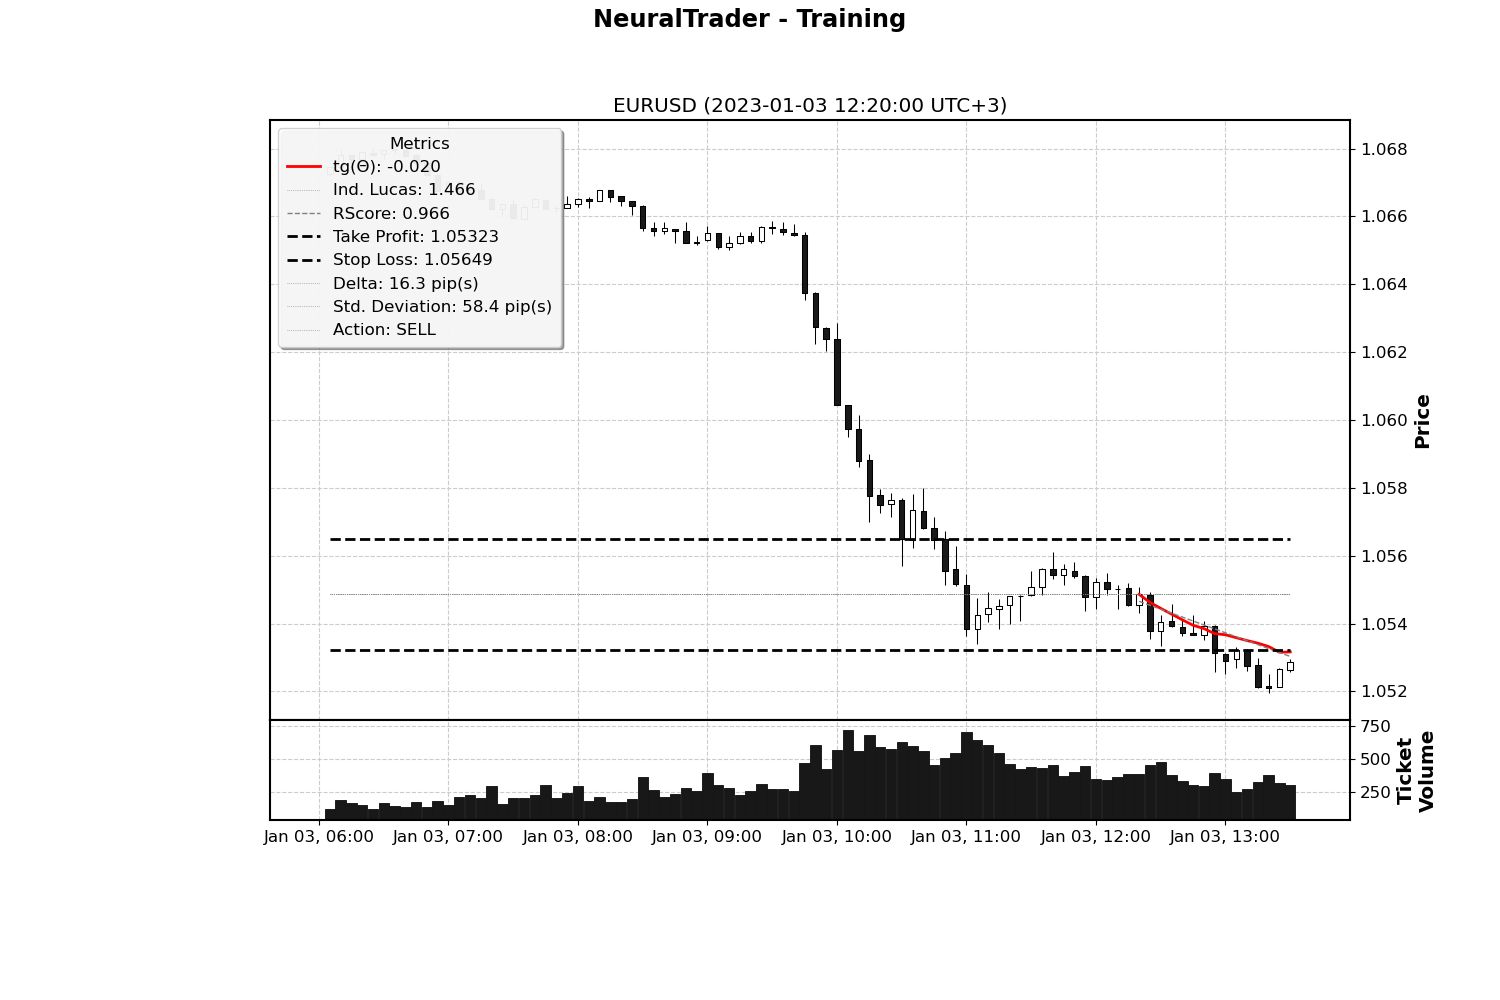 NeuralTrader - Training
EURUSD (2023-01-03 12:20:00 UTC+3)
Metrics
tg(Θ): -0.020
Ind. Lucas: 1.466
RScore: 0.966
Take Profit: 1.05323
Stop Loss: 1.05649
Delta: 16.3 pip(s)
Std. Deviation: 58.4 pip(s)
Action: SELL
1.068
1.066
1.064
1.062
1.060
1.058
1.056
1.054
1.052
Price
750
500
250
Ticket
Volume
Jan 03, 06:00
Jan 03, 07:00
Jan 03, 08:00
Jan 03, 09:00
Jan 03, 10:00
Jan 03, 11:00
Jan 03, 12:00
Jan 03, 13:00